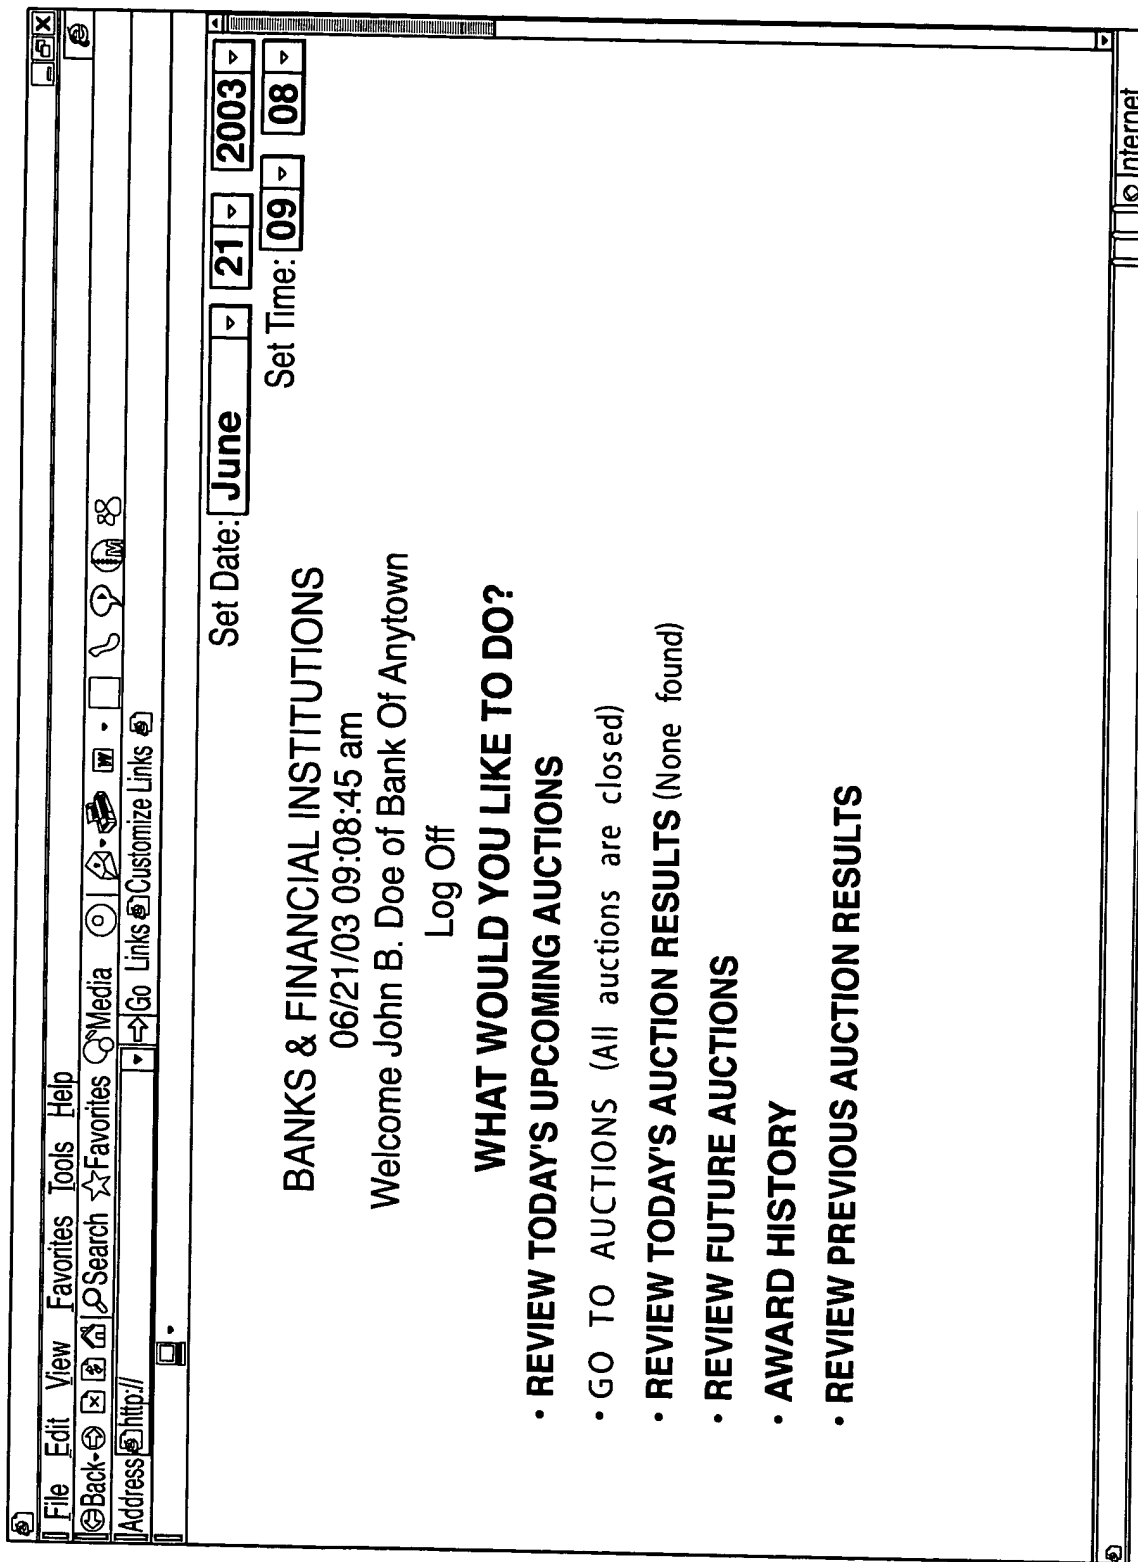 File Edit View Favorites Tools Help
Back Search Favorites Media W M
Address http:// Go Links Customize Links
Set Date: June 21 2003
Set Time: 09 08
BANKS & FINANCIAL INSTITUTIONS
06/21/03 09:08:45 am
Welcome John B. Doe of Bank Of Anytown
Log Off
WHAT WOULD YOU LIKE TO DO?
• REVIEW TODAY'S UPCOMING AUCTIONS
• GO TO AUCTIONS (All auctions are closed)
• REVIEW TODAY'S AUCTION RESULTS (None found)
• REVIEW FUTURE AUCTIONS
• AWARD HISTORY
• REVIEW PREVIOUS AUCTION RESULTS
Internet